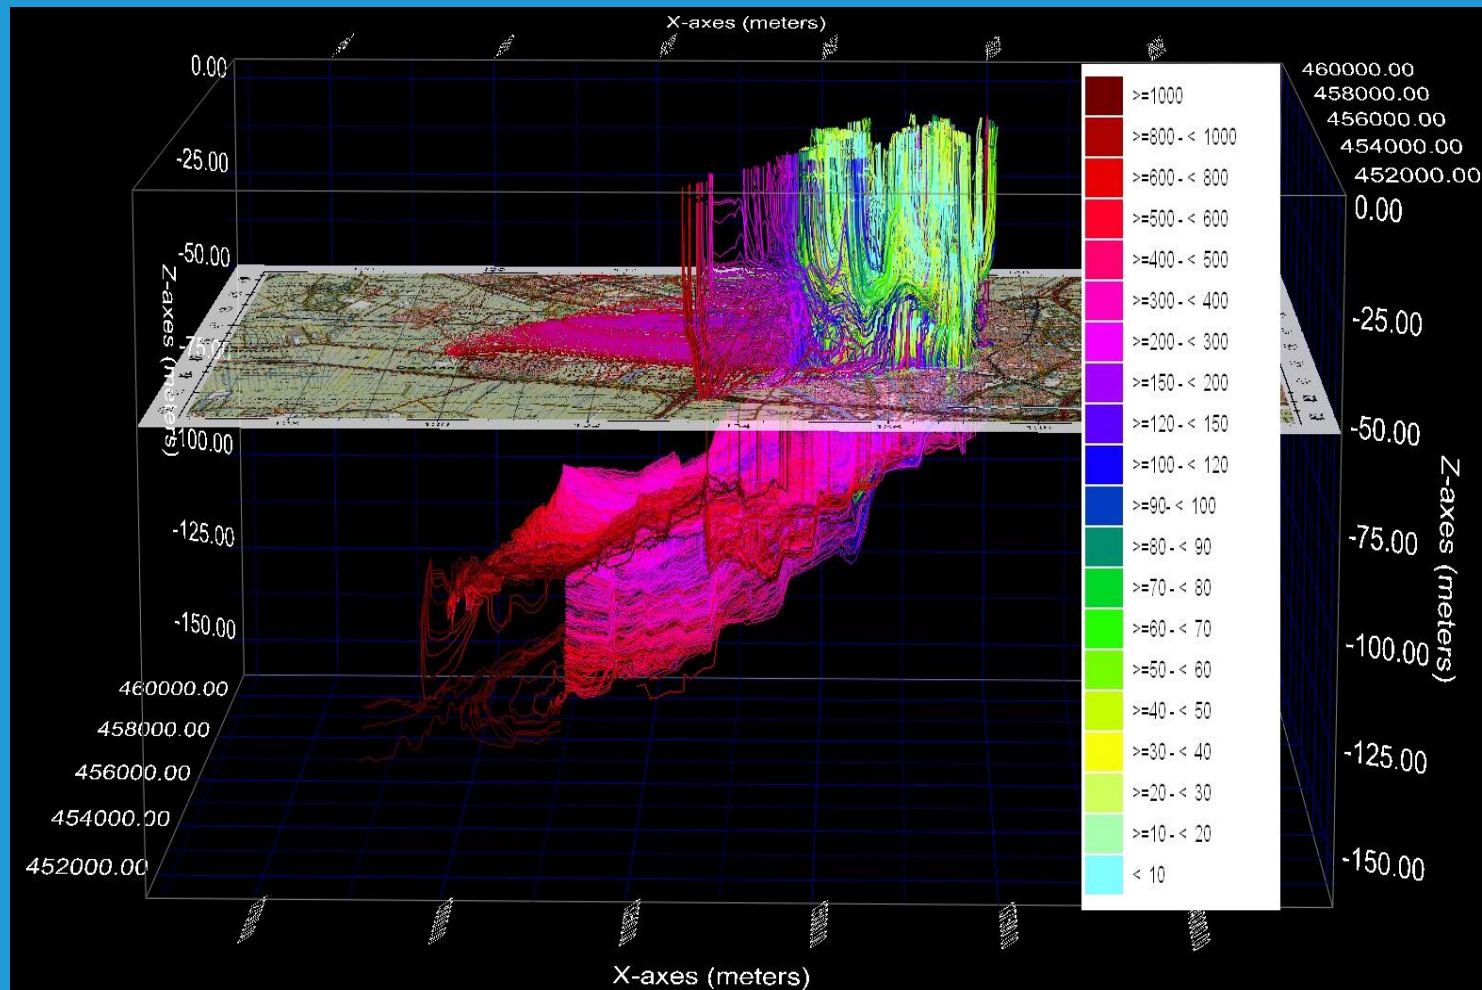 X-axes (meters)
0.00
-25.00
-50.00
-75.00
-100.00
-125.00
-150.00
Z-axes (meters)
460000.00
458000.00
456000.00
454000.00
452000.00
460000.00
458000.00
456000.00
454000.00
452000.00
0.00
-25.00
-50.00
-75.00
-100.00
-125.00
-150.00
Z-axes (meters)
>=1000
>=800 - < 1000
>=600 - < 800
>=500 - < 600
>=400 - < 500
>=300 - < 400
>=200 - < 300
>=150 - < 200
>=120 - < 150
>=100 - < 120
>=90 - < 100
>=80 - < 90
>=70 - < 80
>=60 - < 70
>=50 - < 60
>=40 - < 50
>=30 - < 40
>=20 - < 30
>=10 - < 20
< 10
X-axes (meters)